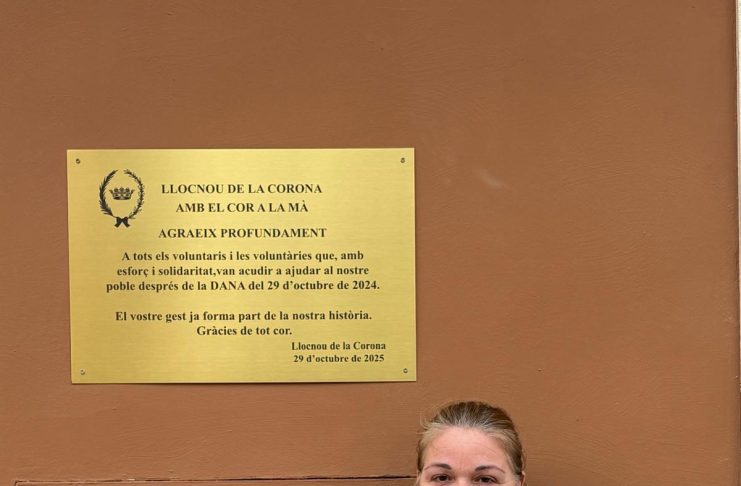 LLOCNOU DE LA CORONA
AMB EL COR A LA MÀ
AGRAEIX PROFUNDAMENT
A tots els voluntaris i les voluntàries que, amb
esforç i solidaritat,van acudir a ajudar al nostre
poble després de la DANA del 29 d'octubre de 2024.
El vostre gest ja forma part de la nostra història.
Gràcies de tot cor.
Llocnou de la Corona
29 d'octubre de 2025